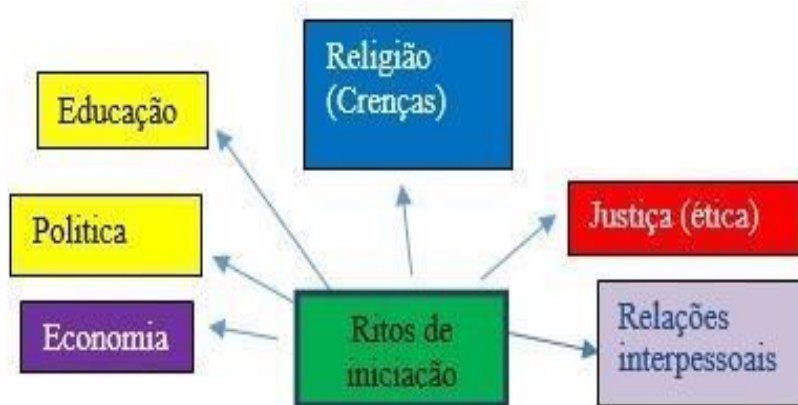 Religião
(Crenças)
Educação
Politica
Justiça (ética)
Economia
Ritos de
iniciação
Relações
interpessoais